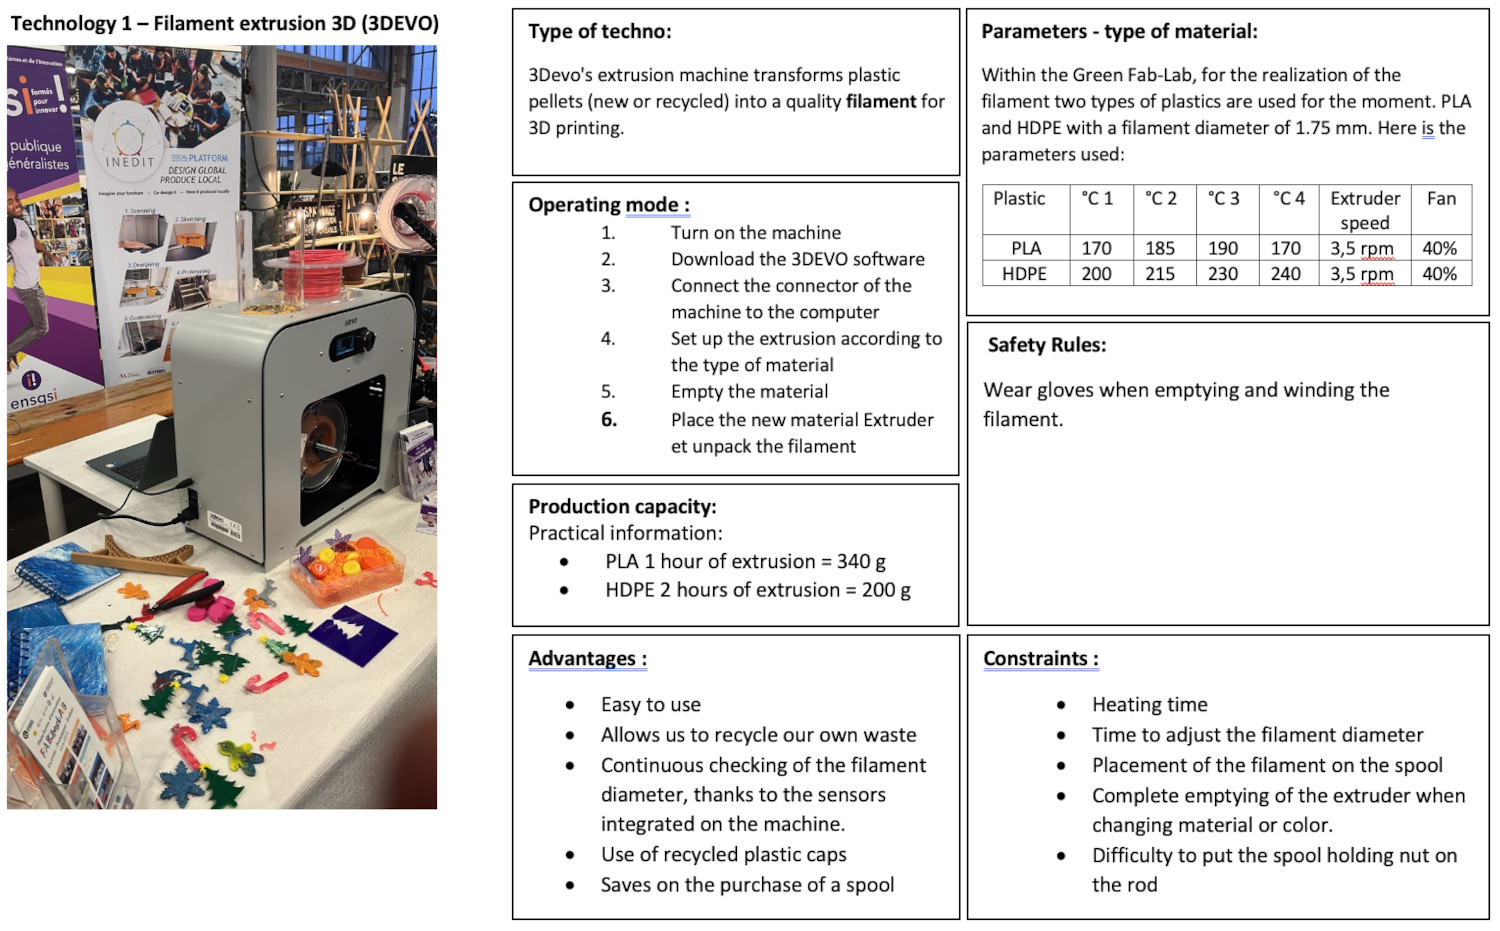 Technology 1 – Filament extrusion 3D (3DEVO)
si!
formés
pour
innover
publique
énéralistes
ensgsi
INEDIT
SOCIAL PLATFORM
DESIGN GLOBAL
PRODUCE LOCAL
1. Scanning
2. Sketching
3. Designing
4. Prototyping
5. Customizing
LE
Type of techno:
3Devo's extrusion machine transforms plastic
pellets (new or recycled) into a quality filament for
3D printing.
Operating mode :
1. Turn on the machine
2. Download the 3DEVO software
3. Connect the connector of the
machine to the computer
4. Set up the extrusion according to
the type of material
5. Empty the material
6. Place the new material Extruder
et unpack the filament
Production capacity:
Practical information:
• PLA 1 hour of extrusion = 340 g
• HDPE 2 hours of extrusion = 200 g
Advantages :
• Easy to use
• Allows us to recycle our own waste
• Continuous checking of the filament
diameter, thanks to the sensors
integrated on the machine.
• Use of recycled plastic caps
• Saves on the purchase of a spool
Parameters - type of material:
Within the Green Fab-Lab, for the realization of the
filament two types of plastics are used for the moment. PLA
and HDPE with a filament diameter of 1.75 mm. Here is the
parameters used:
Plastic °C 1 °C 2 °C 3 °C 4 Extruder Fan
speed
PLA 170 185 190 170 3,5 rpm 40%
HDPE 200 215 230 240 3,5 rpm 40%
Safety Rules:
Wear gloves when emptying and winding the
filament.
Constraints :
• Heating time
• Time to adjust the filament diameter
• Placement of the filament on the spool
• Complete emptying of the extruder when
changing material or color.
• Difficulty to put the spool holding nut on
the rod